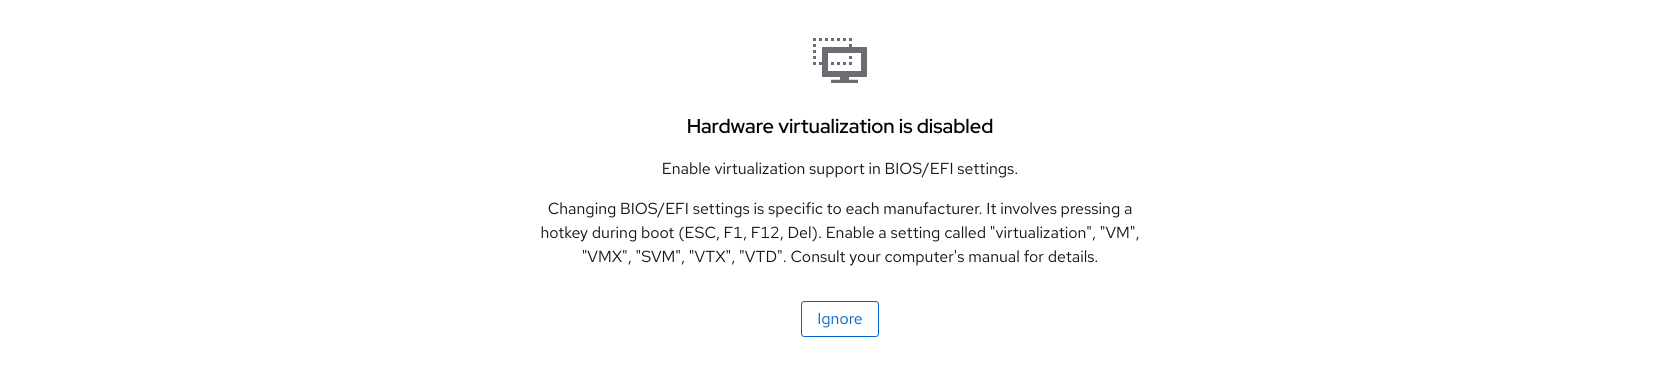 Hardware virtualization is disabled
Enable virtualization support in BIOS/EFI settings.
Changing BIOS/EFI settings is specific to each manufacturer. It involves pressing a
hotkey during boot (ESC, F1, F12, Del). Enable a setting called "virtualization", "VM",
"VMX", "SVM", "VTX", "VTD". Consult your computer's manual for details.
Ignore